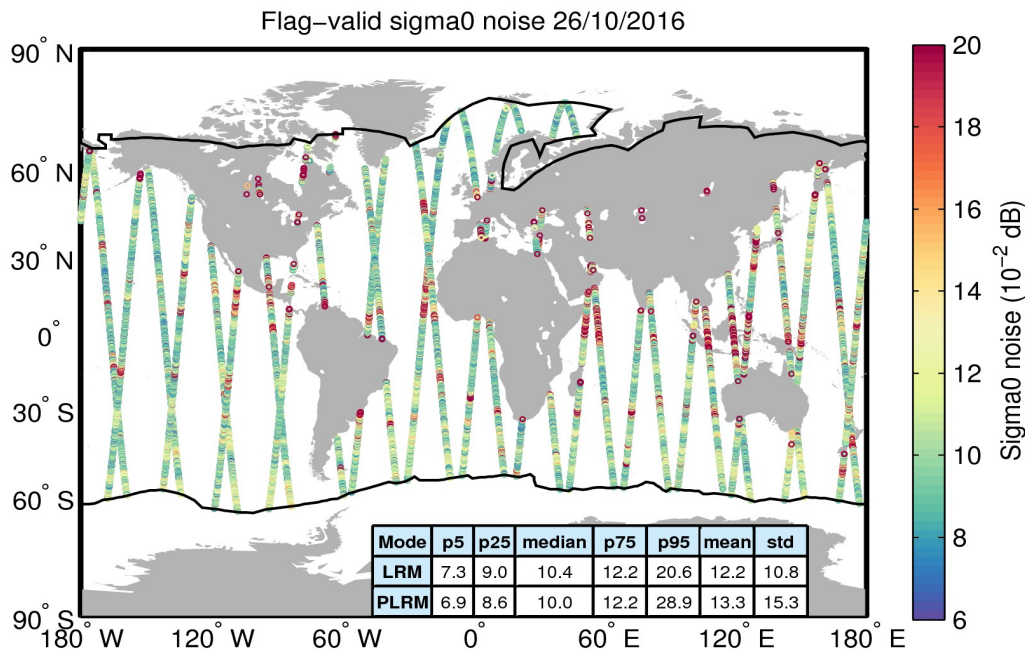 Flag−valid sigma0 noise 26/10/2016
90° N
60° N
30° N
0°
30° S
60° S
90° S
180° W
120° W
60° W
0°
60° E
120° E
180° E
Mode p5 p25 median p75 p95 mean std
LRM 7.3 9.0 10.4 12.2 20.6 12.2 10.8
PLRM 6.9 8.6 10.0 12.2 28.9 13.3 15.3
20
18
16
14
12
10
8
6
Sigma0 noise (10⁻² dB)